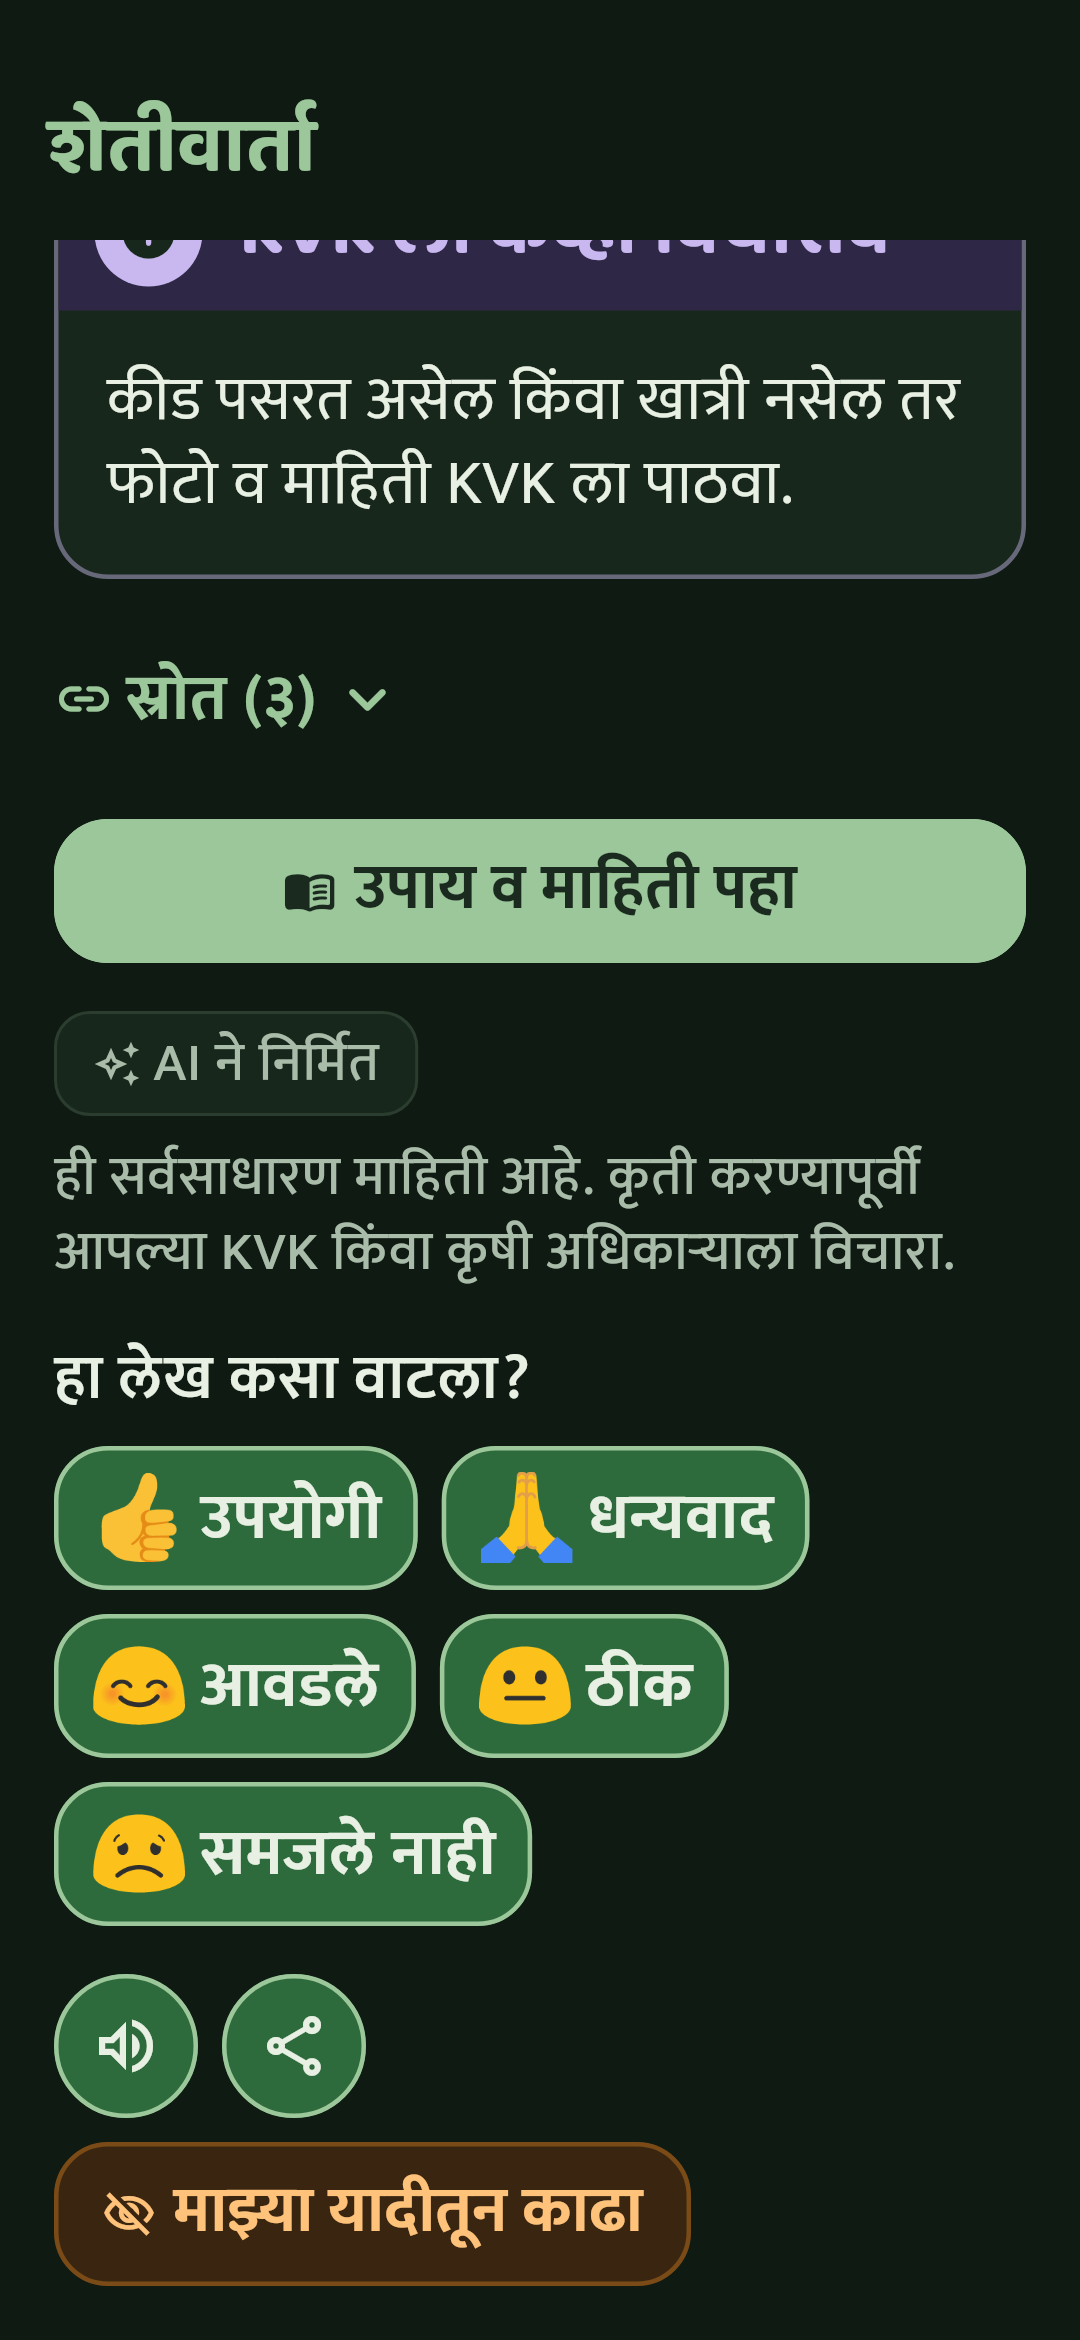 शेतीवार्ता
कीड पसरत असेल किंवा खात्री नसेल तर
फोटो व माहिती KVK ला पाठवा.
स्रोत (३)
उपाय व माहिती पहा
AI ने निर्मित
ही सर्वसाधारण माहिती आहे. कृती करण्यापूर्वी
आपल्या KVK किंवा कृषी अधिकाऱ्याला विचारा.
हा लेख कसा वाटला?
उपयोगी
धन्यवाद
आवडले
ठीक
समजले नाही
माझ्या यादीतून काढा